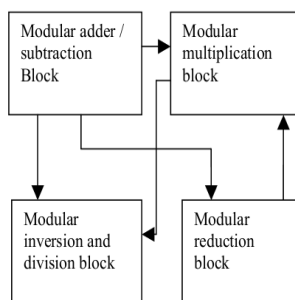 Modular adder /
subtraction
Block
Modular
multiplication
block
Modular
inversion and
division block
Modular
reduction
block